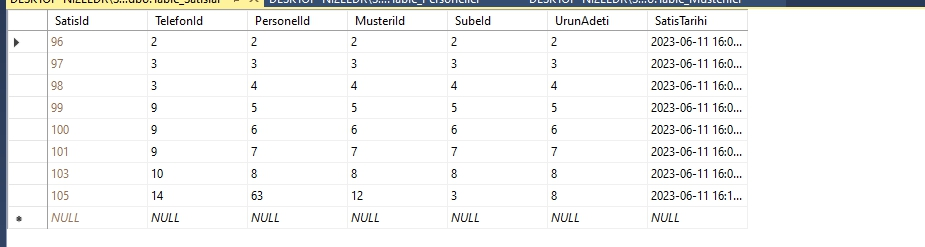 SatisId TelefonId PersonelId MusteriId SubeId UrunAdeti SatisTarihi
96 2 2 2 2 2 2023-06-11 16:0...
97 3 3 3 3 3 2023-06-11 16:0...
98 3 4 4 4 4 2023-06-11 16:0...
99 9 5 5 5 5 2023-06-11 16:0...
100 9 6 6 6 6 2023-06-11 16:0...
101 9 7 7 7 7 2023-06-11 16:0...
103 10 8 8 8 8 2023-06-11 16:0...
105 14 63 12 3 8 2023-06-11 16:1...
NULL NULL NULL NULL NULL NULL NULL